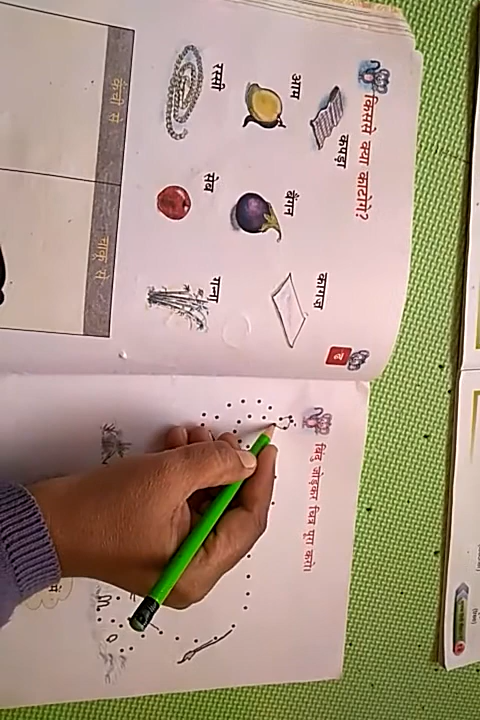 किससे क्या काटोगे?
कपड़ा
कागज़
आम
बैंगन
रस्सी
सेब
गन्ना
कैंची से
चाकू से
बिंदु जोड़कर चित्र पूरा करो।